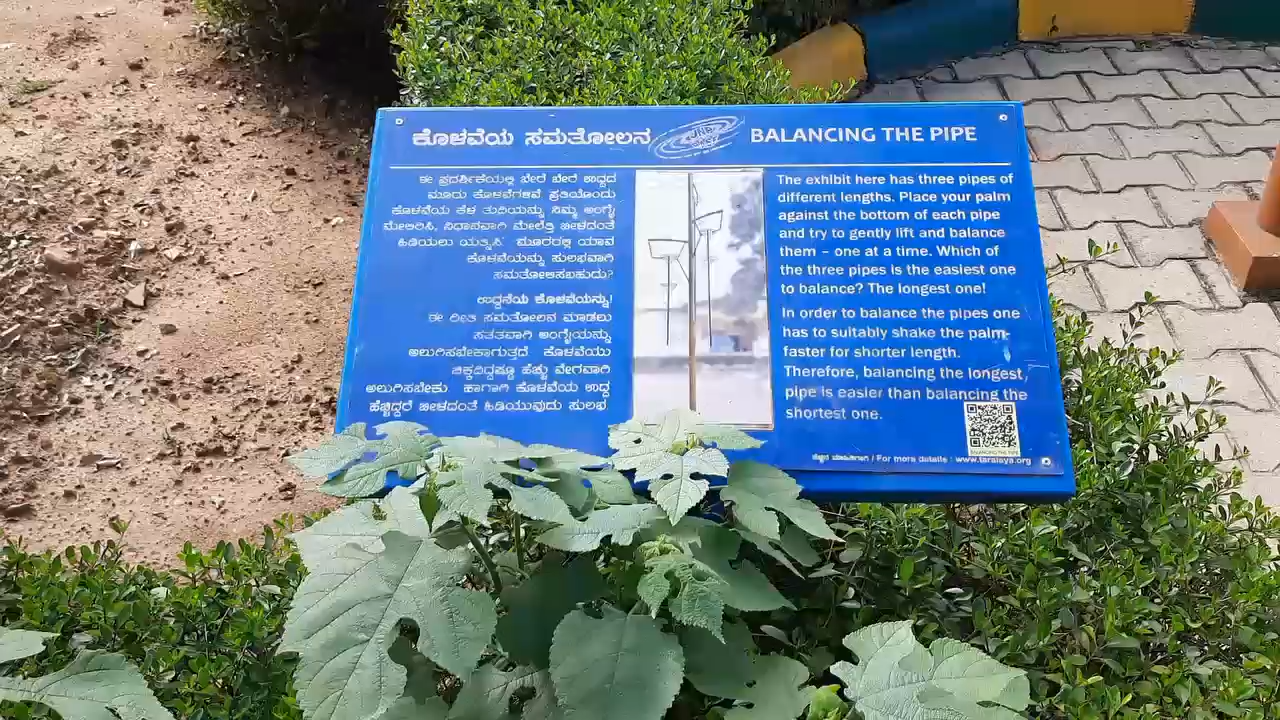 ಕೊಳವೆಯ ಸಮತೋಲನ
BALANCING THE PIPE
ಈ ಪ್ರದರ್ಶಿಕೆಯಲ್ಲಿ ಬೇರೆ ಬೇರೆ ಉದ್ದದ
ಮೂರು ಕೊಳವೆಗಳಿವೆ ಪ್ರತಿಯೊಂದು
ಕೊಳವೆಯ ಕೆಳ ತುದಿಯನ್ನು ನಿಮ್ಮ ಅಂಗೈ
ಮೇಲಿರಿಸಿ, ನಿಧಾನವಾಗಿ ಮೇಲೆತ್ತಿ ಬೀಳದಂತೆ
ಹಿಡಿಯಲು ಯತ್ನಿಸಿ. ಮೂರರಲ್ಲಿ ಯಾವ
ಕೊಳವೆಯನ್ನು ಸುಲಭವಾಗಿ
ಸಮತೋಲಿಸಬಹುದು?
ಉದ್ದನೆಯ ಕೊಳವೆಯನ್ನು!
ಈ ರೀತಿ ಸಮತೋಲನ ಮಾಡಲು
ಸತತವಾಗಿ ಅಂಗೈಯನ್ನು
ಅಲುಗಿಸಬೇಕಾಗುತ್ತದೆ ಕೊಳವೆಯು
ಚಿಕ್ಕದಿದ್ದಷ್ಟೂ ಹೆಚ್ಚು ವೇಗವಾಗಿ
ಅಲುಗಿಸಬೇಕು ಹಾಗಾಗಿ ಕೊಳವೆಯ ಉದ್ದ
ಹೆಚ್ಚಿದ್ದರೆ ಬೀಳದಂತೆ ಹಿಡಿಯುವುದು ಸುಲಭ
The exhibit here has three pipes of
different lengths. Place your palm
against the bottom of each pipe
and try to gently lift and balance
them – one at a time. Which of
the three pipes is the easiest one
to balance? The longest one!
In order to balance the pipes one
has to suitably shake the palm-
faster for shorter length.
Therefore, balancing the longest
pipe is easier than balancing the
shortest one.
BALANCING THE PIPE
ಹೆಚ್ಚಿನ ಮಾಹಿತಿಗಾಗಿ / For more details : www.taralaya.org